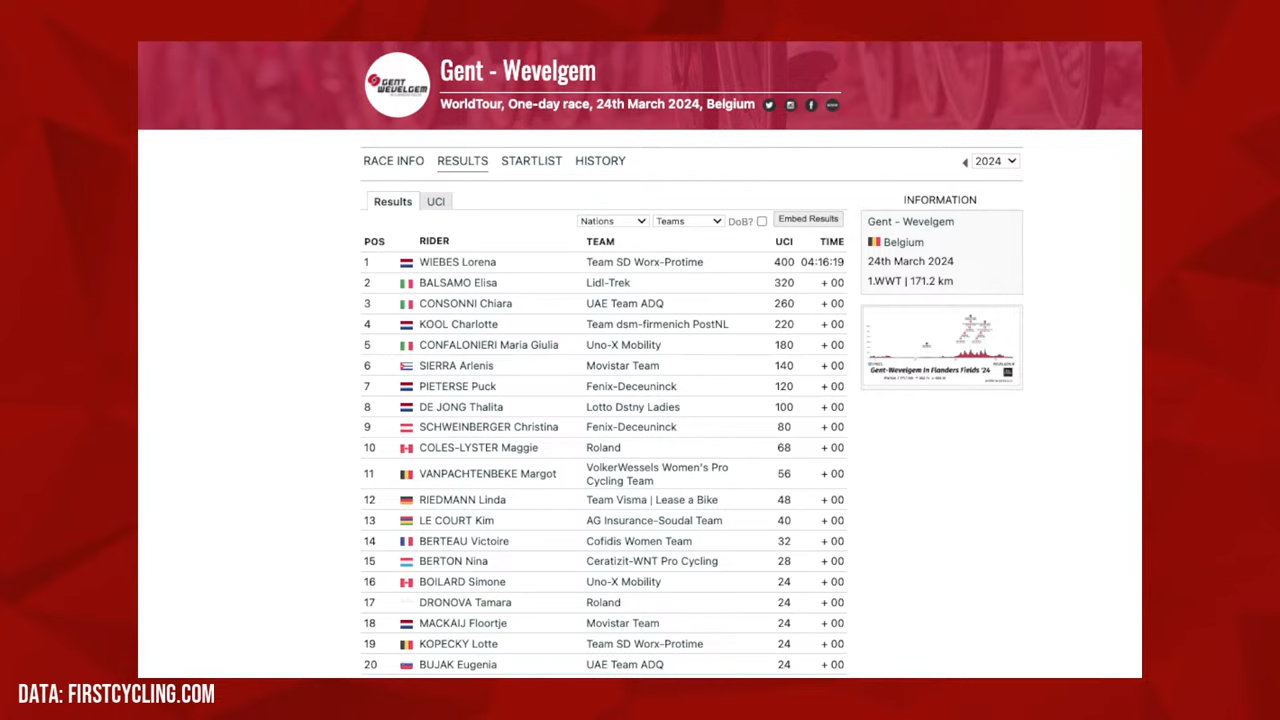 GENT
WEVELGEM
Gent - Wevelgem
WorldTour, One-day race, 24th March 2024, Belgium
RACE INFO RESULTS STARTLIST HISTORY 2024
Results UCI
INFORMATION
Nations Teams DoB? Embed Results
Gent - Wevelgem
Belgium
24th March 2024
1.WWT | 171.2 km
Gent-Wevelgem In Flanders Fields '24
POS RIDER TEAM UCI TIME
1 WIEBES Lorena Team SD Worx-Protime 400 04:16:19
2 BALSAMO Elisa Lidl-Trek 320 + 00
3 CONSONNI Chiara UAE Team ADQ 260 + 00
4 KOOL Charlotte Team dsm-firmenich PostNL 220 + 00
5 CONFALONIERI Maria Giulia Uno-X Mobility 180 + 00
6 SIERRA Arlenis Movistar Team 140 + 00
7 PIETERSE Puck Fenix-Deceuninck 120 + 00
8 DE JONG Thalita Lotto Dstny Ladies 100 + 00
9 SCHWEINBERGER Christina Fenix-Deceuninck 80 + 00
10 COLES-LYSTER Maggie Roland 68 + 00
11 VANPACHTENBEKE Margot VolkerWessels Women's Pro
Cycling Team 56 + 00
12 RIEDMANN Linda Team Visma | Lease a Bike 48 + 00
13 LE COURT Kim AG Insurance-Soudal Team 40 + 00
14 BERTEAU Victoire Cofidis Women Team 32 + 00
15 BERTON Nina Ceratizit-WNT Pro Cycling 28 + 00
16 BOILARD Simone Uno-X Mobility 24 + 00
17 DRONOVA Tamara Roland 24 + 00
18 MACKAIJ Floortje Movistar Team 24 + 00
19 KOPECKY Lotte Team SD Worx-Protime 24 + 00
20 BUJAK Eugenia UAE Team ADQ 24 + 00
DATA: FIRSTCYCLING.COM